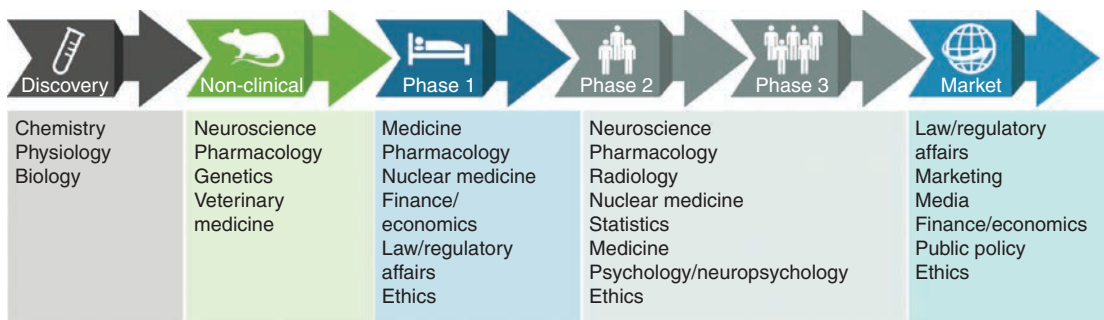 Discovery
Non-clinical
Phase 1
Phase 2
Phase 3
Market
Chemistry
Physiology
Biology
Neuroscience
Pharmacology
Genetics
Veterinary
medicine
Medicine
Pharmacology
Nuclear medicine
Finance/
economics
Law/regulatory
affairs
Ethics
Neuroscience
Pharmacology
Radiology
Nuclear medicine
Statistics
Medicine
Psychology/neuropsychology
Ethics
Law/regulatory
affairs
Marketing
Media
Finance/economics
Public policy
Ethics